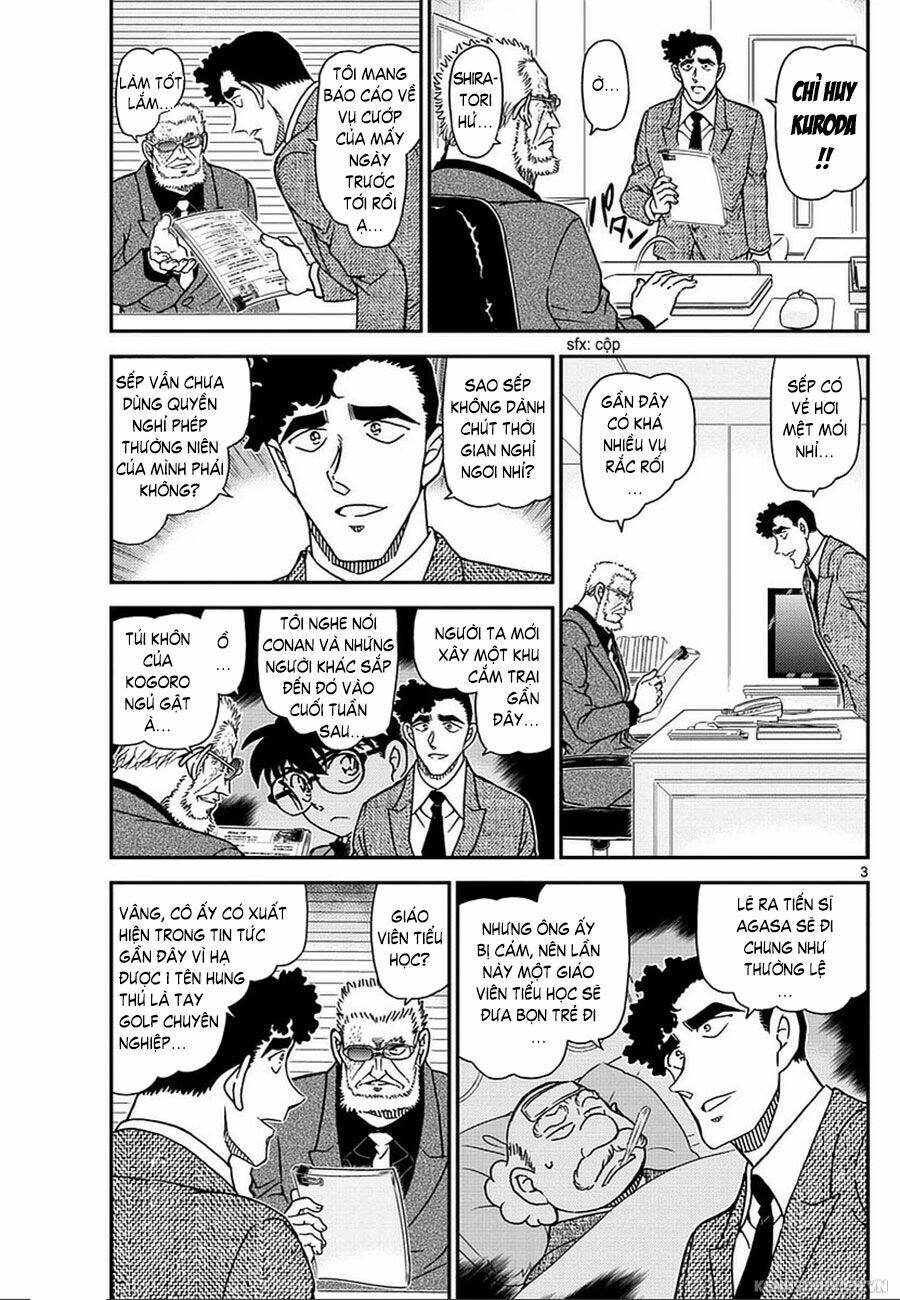 CHỈ HUY
KURODA
!!
Ờ...
SHIRA-
TORI
HỨ...
TÔI MANG
BÁO CÁO VỀ
VỤ CƯỚP
CỦA MẤY
NGÀY
TRƯỚC
TỚI RỒI
Ạ...
LÀM TỐT
LẮM...
sfx: cộp
SẾP CÓ
VẺ HƠI
MỆT MỎI
NHỈ...
GẦN ĐÂY
CÓ KHÁ
NHIỀU VỤ
RẮC RỐI
...
SAO SẾP
KHÔNG DÀNH
CHÚT THỜI
GIAN NGHỈ
NGƠI NHỈ?
SẾP VẪN CHƯA
DÙNG QUYỀN
NGHỈ PHÉP
THƯỜNG NIÊN
CỦA MÌNH PHẢI
KHÔNG?
NGƯỜI TA MỚI
XÂY MỘT KHU
CẮM TRẠI
GẦN
ĐÂY...
TÔI NGHE NÓI
CONAN VÀ NHỮNG
NGƯỜI KHÁC SẮP
ĐẾN ĐÓ VÀO
CUỐI TUẦN
SAU...
Ồ
...
TÚI KHÔN
CỦA
KOGORO
NGỦ GẬT
À...
3
LẼ RA TIẾN SĨ
AGASA SẼ ĐI
CHUNG NHƯ
THƯỜNG LỆ
...
NHƯNG ÔNG ẤY
BỊ CÁM, NÊN LẦN
NÀY MỘT GIÁO
VIÊN TIỂU HỌC SẼ
ĐƯA BỌN TRẺ ĐI
GIÁO
VIÊN TIỂU
HỌC?
VÂNG, CÔ ẤY CÓ XUẤT
HIỆN TRONG TIN TỨC
GẦN ĐÂY VÌ HẠ
ĐƯỢC 1 TÊN HUNG
THỦ LÀ TAY
GOLF CHUYÊN
NGHIỆP...